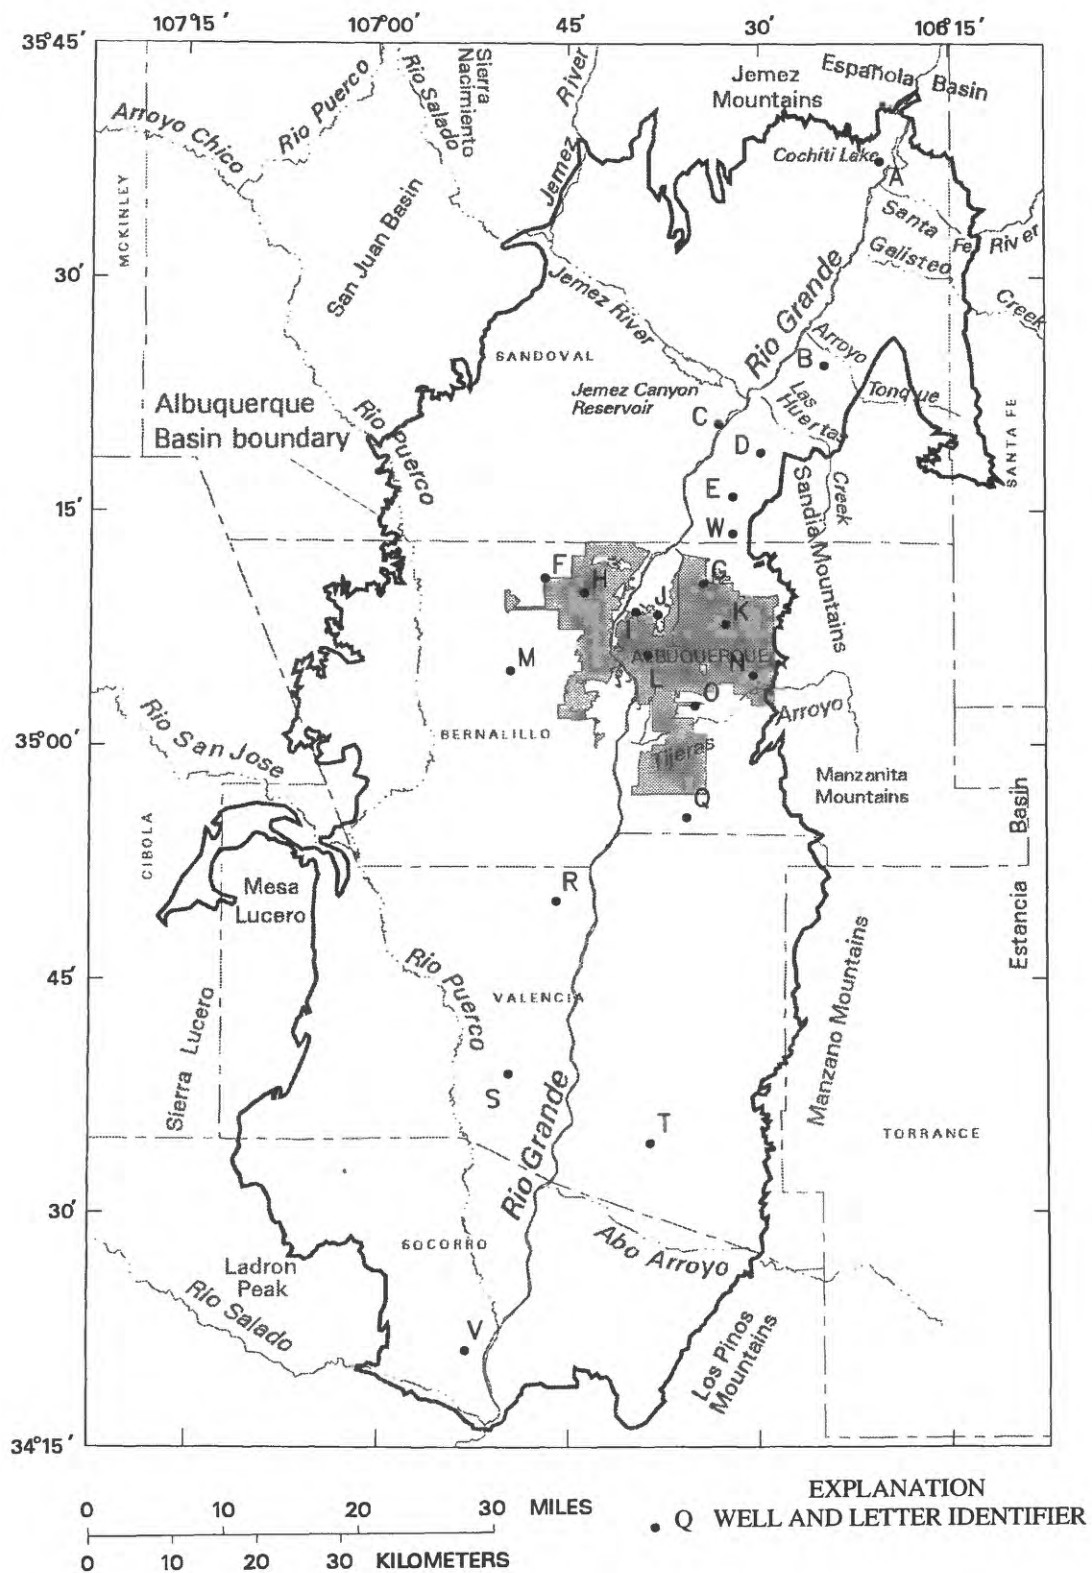 107°15′ 107°00′ 45′ 30′ 106°15′
35°45′
Española Basin
Jemez
Mountains
Sierra
Nacimiento
Rio Salado
Rio Puerco
Arroyo Chico
Jemez River
Cochiti Lake
A
MCKINLEY
San Juan Basin
Santa Fe River
Galisteo Creek
30′
Jemez River
Rio Grande
SANDOVAL
Arroyo Tonque
B
Jemez Canyon
Reservoir
Las Huertas Creek
Albuquerque
Basin boundary
Rio Puerco
C
D
SANTA FE
E
15′
W
Sandia Mountains
F
H
G
I
J
K
ALBUQUERQUE
M
L
N
O
Arroyo
Tijeras
Rio San Jose
35°00′
BERNALILLO
Manzanita
Mountains
Q
CIBOLA
Estancia Basin
Mesa
Lucero
R
Rio Puerco
45′
VALENCIA
Sierra Lucero
Manzano Mountains
S
Rio Grande
T
TORRANCE
30′
SOCORRO
Abo Arroyo
Ladron
Peak
Rio Salado
V
Los Pinos
Mountains
34°15′
0 10 20 30 MILES
0 10 20 30 KILOMETERS
EXPLANATION
Q WELL AND LETTER IDENTIFIER